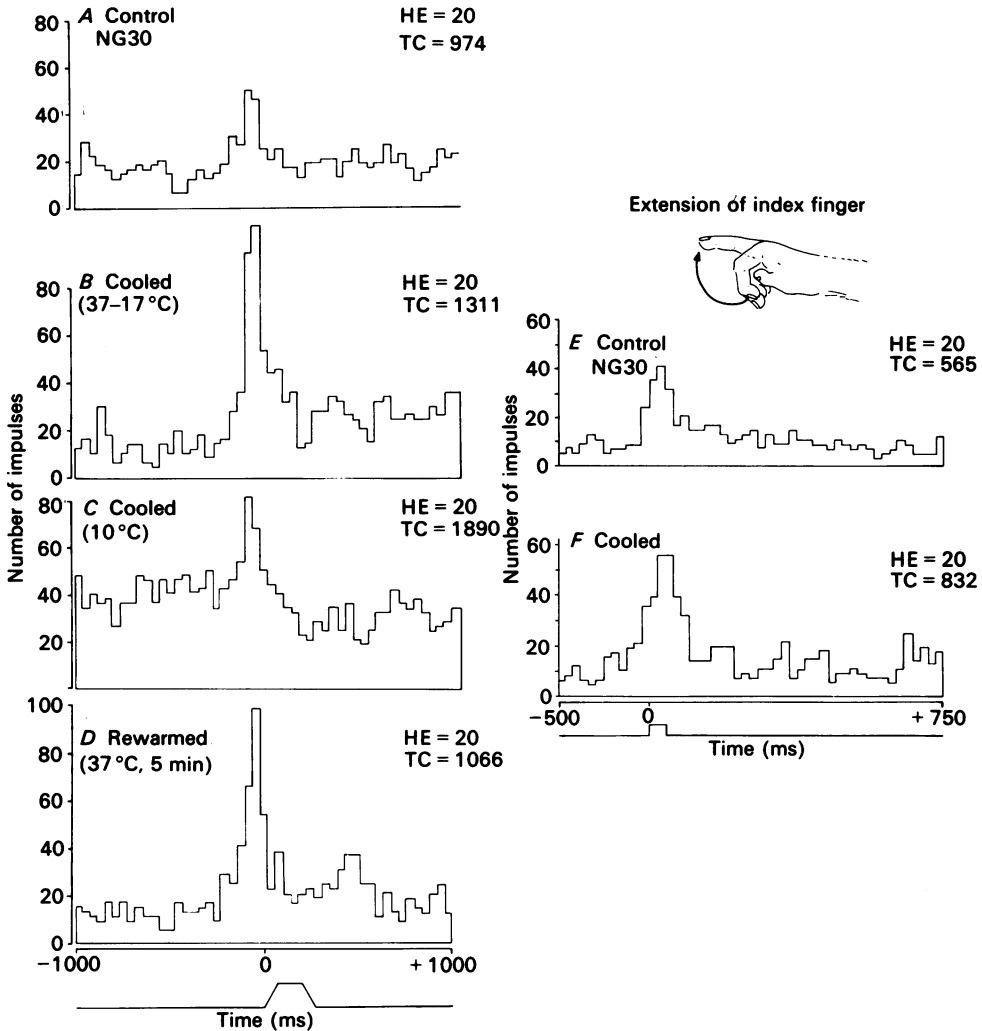 A Control
NG30
HE = 20
TC = 974
80
60
40
20
0
B Cooled
(37–17 °C)
HE = 20
TC = 1311
80
60
40
20
0
C Cooled
(10 °C)
HE = 20
TC = 1890
80
60
40
20
D Rewarmed
(37 °C, 5 min)
HE = 20
TC = 1066
100
80
60
40
20
0
Number of impulses
−1000
0
+1000
Time (ms)
Extension of index finger
E Control
NG30
HE = 20
TC = 565
60
40
20
0
F Cooled
HE = 20
TC = 832
60
40
20
0
Number of impulses
−500
0
+750
Time (ms)